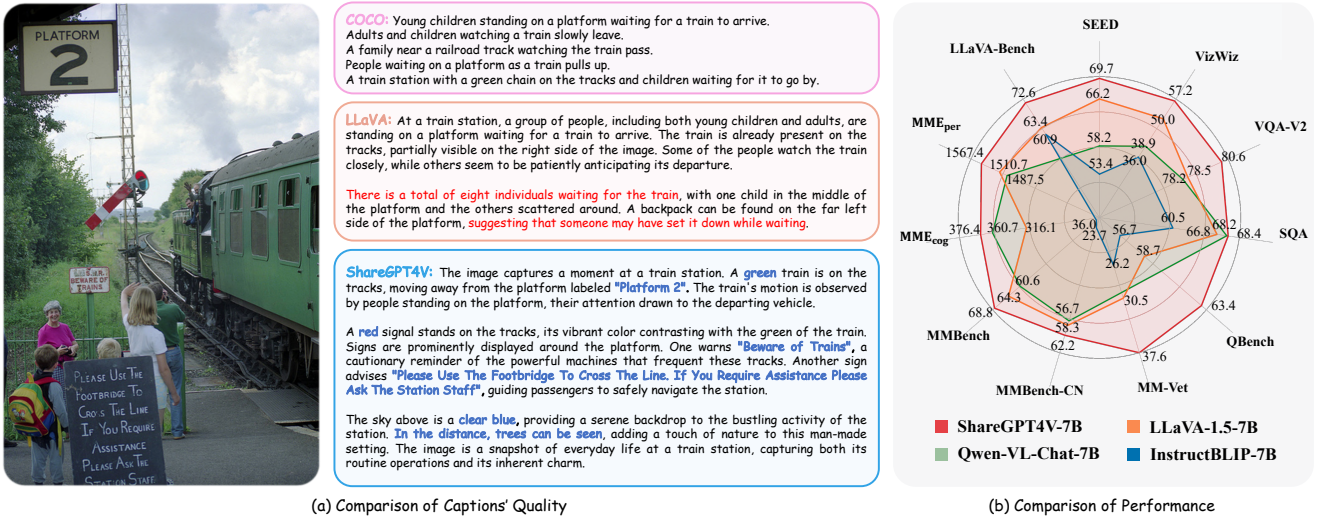 PLATFORM
2
BEWARE OF
TRAINS
PLEASE USE THE
FOOTBRIDGE TO
CROSS THE LINE
IF YOU REQUIRE
ASSISTANCE
PLEASE ASK THE
STATION STAFF
COCO: Young children standing on a platform waiting for a train to arrive.
Adults and children watching a train slowly leave.
A family near a railroad track watching the train pass.
People waiting on a platform as a train pulls up.
A train station with a green chain on the tracks and children waiting for it to go by.
LLaVA: At a train station, a group of people, including both young children and adults, are
standing on a platform waiting for a train to arrive. The train is already present on the
tracks, partially visible on the right side of the image. Some of the people watch the train
closely, while others seem to be patiently anticipating its departure.
There is a total of eight individuals waiting for the train, with one child in the middle of
the platform and the others scattered around. A backpack can be found on the far left
side of the platform, suggesting that someone may have set it down while waiting.
ShareGPT4V: The image captures a moment at a train station. A green train is on the
tracks, moving away from the platform labeled "Platform 2". The train's motion is observed
by people standing on the platform, their attention drawn to the departing vehicle.
A red signal stands on the tracks, its vibrant color contrasting with the green of the train.
Signs are prominently displayed around the platform. One warns "Beware of Trains", a
cautionary reminder of the powerful machines that frequent these tracks. Another sign
advises "Please Use The Footbridge To Cross The Line. If You Require Assistance Please
Ask The Station Staff", guiding passengers to safely navigate the station.
The sky above is a clear blue, providing a serene backdrop to the bustling activity of the
station. In the distance, trees can be seen, adding a touch of nature to this man-made
setting. The image is a snapshot of everyday life at a train station, capturing both its
routine operations and its inherent charm.
(a) Comparison of Captions' Quality
SEED
69.7
66.2
58.2
53.4
VizWiz
57.2
50.0
38.9
36.0
VQA-V2
80.6
78.5
78.2
SQA
68.4
68.2
66.8
60.5
QBench
63.4
58.7
56.7
MM-Vet
37.6
30.5
26.2
MMBench-CN
62.2
58.3
56.7
23.7
MMBench
68.8
64.3
60.6
36.0
MMEcog
376.4
360.7
316.1
MMEper
1567.4
1510.7
1487.5
LLaVA-Bench
72.6
63.4
60.9
ShareGPT4V-7B
LLaVA-1.5-7B
Qwen-VL-Chat-7B
InstructBLIP-7B
(b) Comparison of Performance